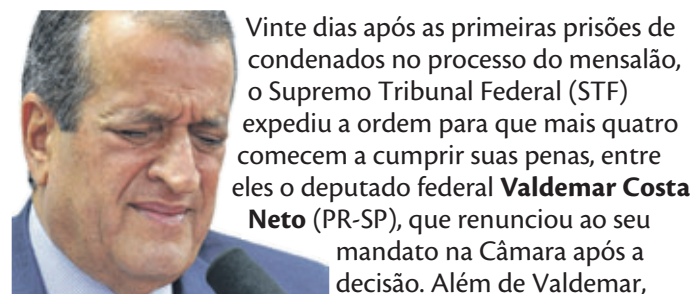 Vinte dias após as primeiras prisões de
condenados no processo do mensalão,
o Supremo Tribunal Federal (STF)
expediu a ordem para que mais quatro
comecem a cumprir suas penas, entre
eles o deputado federal Valdemar Costa
Neto (PR-SP), que renunciou ao seu
mandato na Câmara após a
decisão. Além de Valdemar,